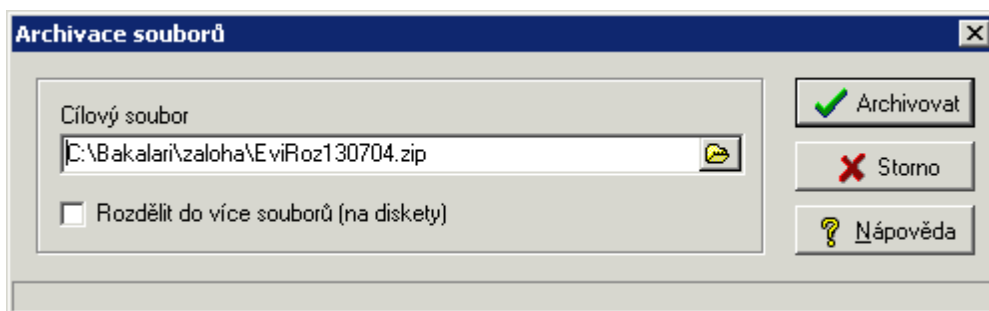 Archivace souborů
Cílový soubor
C:\Bakalari\zaloha\EviRoz130704.zip
Rozdělit do více souborů (na diskety)
Archivovat
Storno
Nápověda